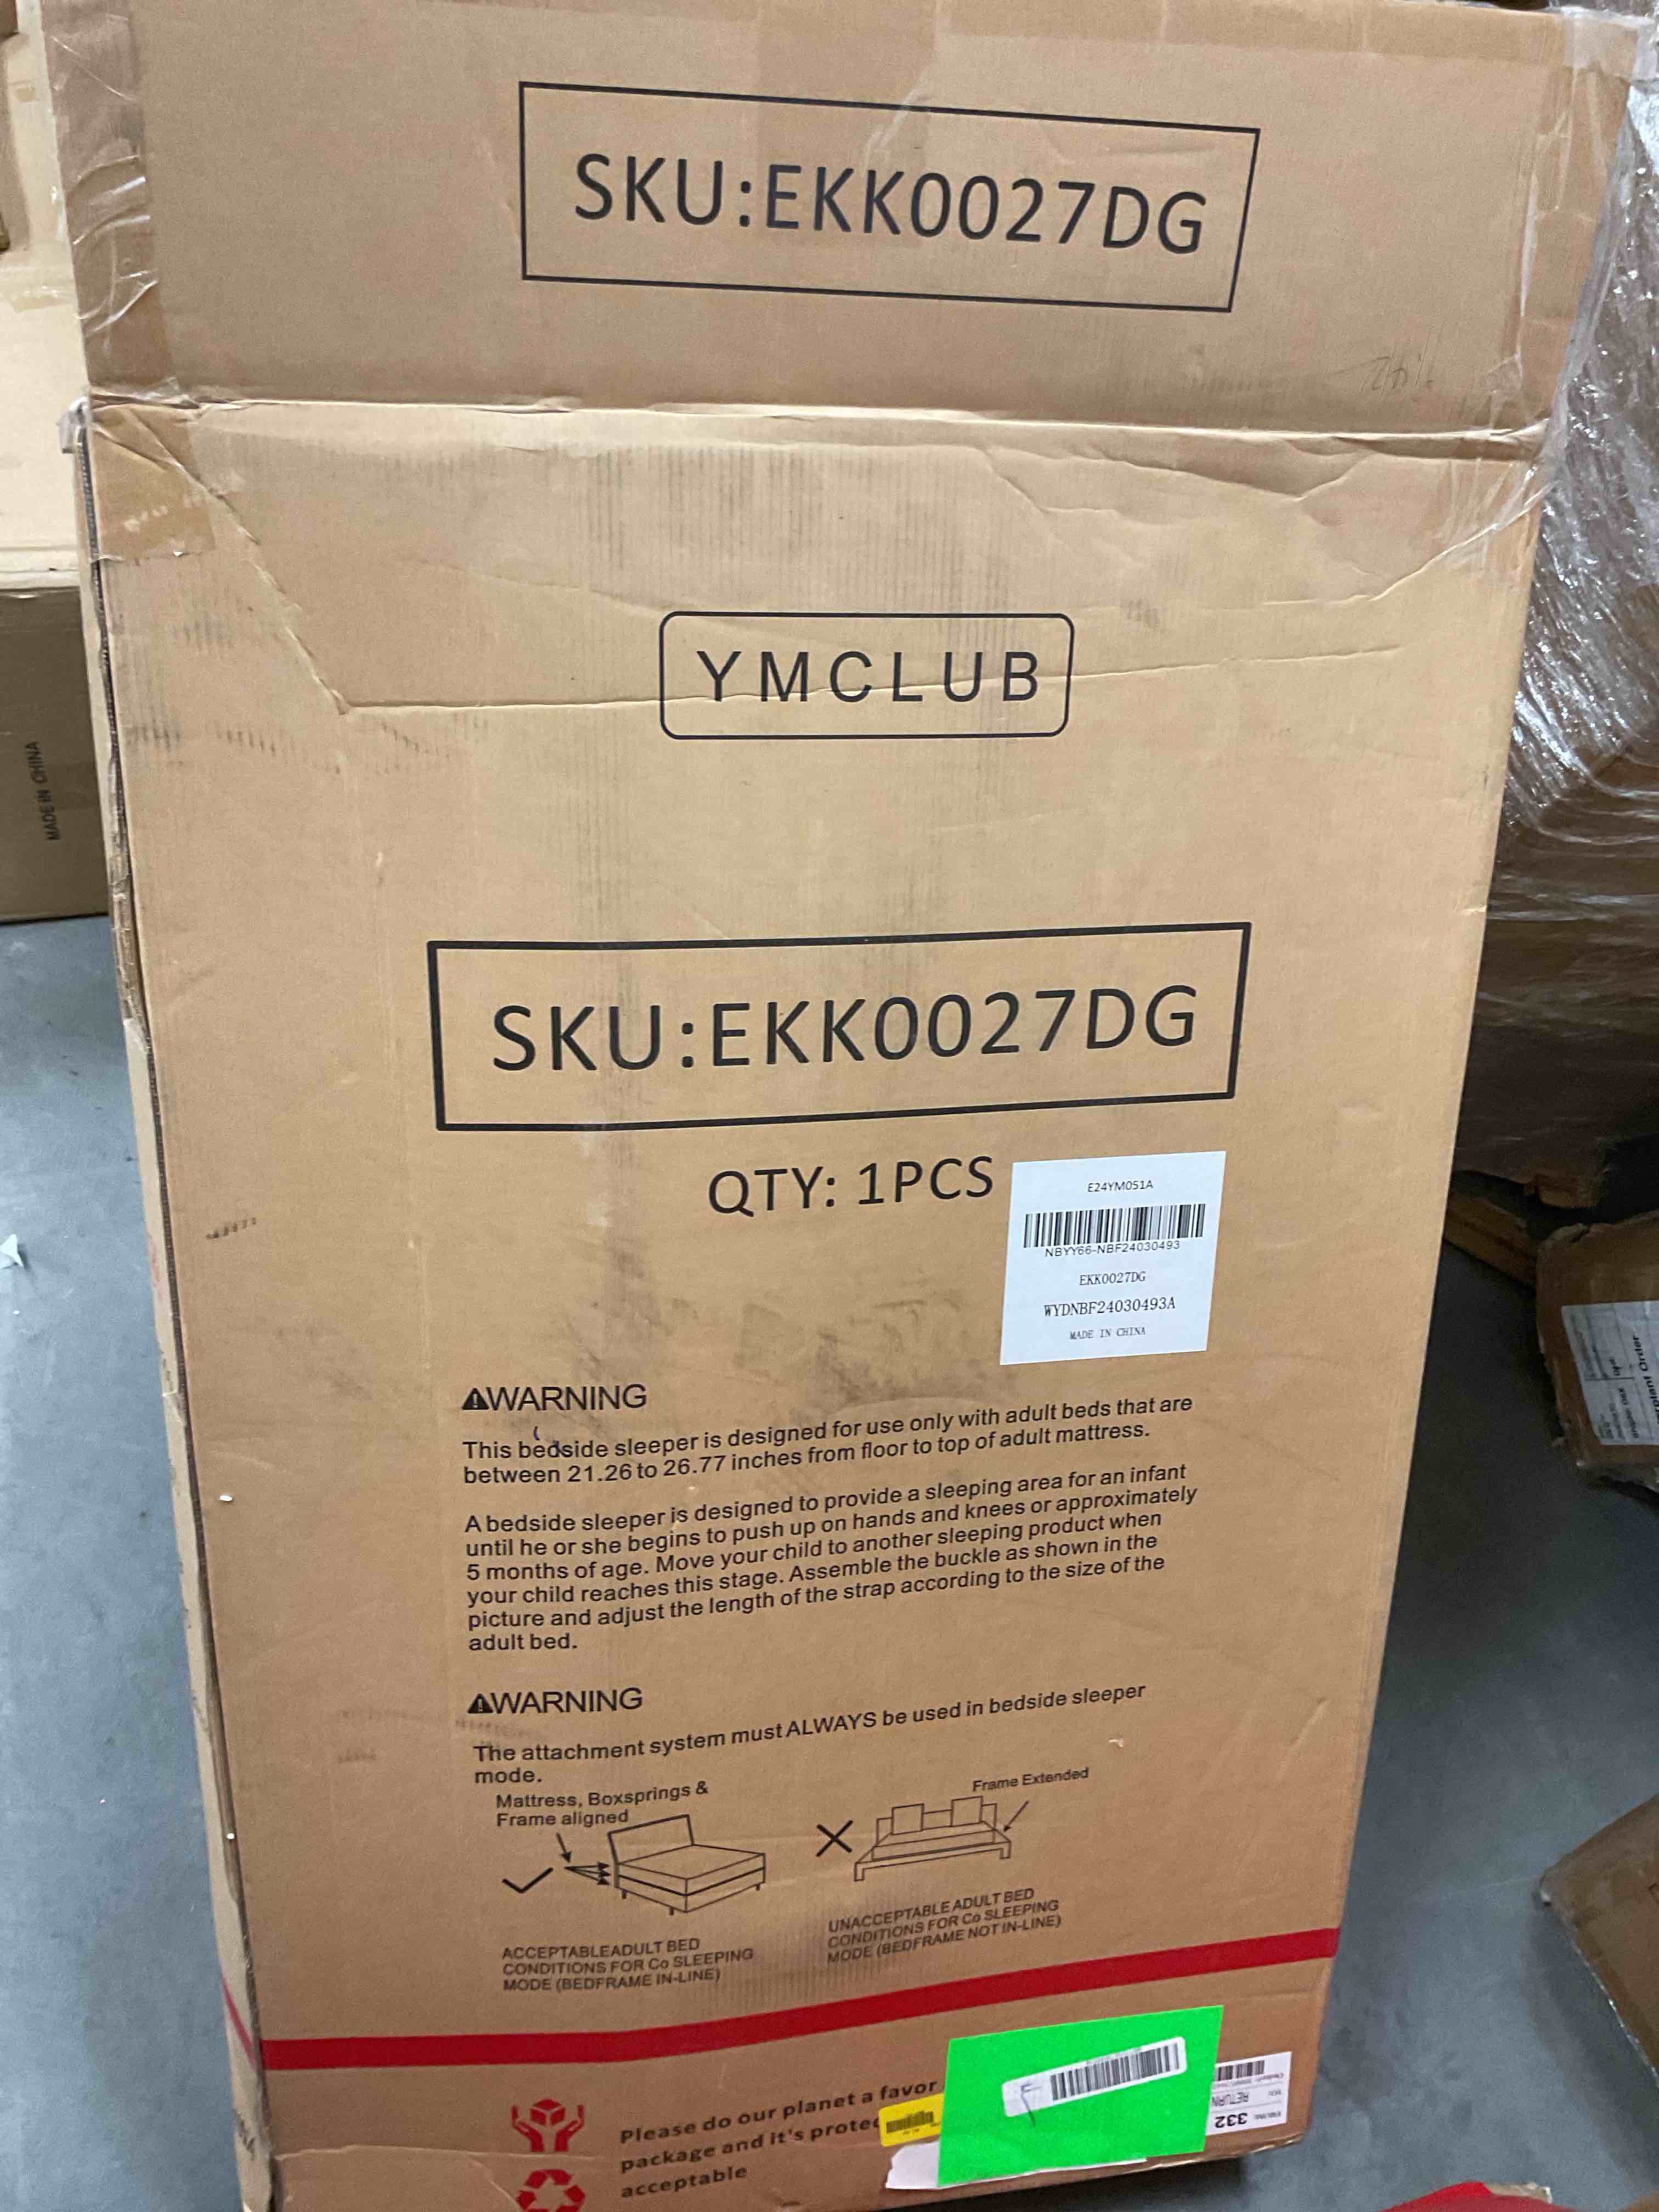 SKU:EKK0027DG
YMCLUB
MADE IN CHINA
SKU:EKK0027DG
QTY: 1PCS
E24YM051A
NBYY66-NBF24030493
EKK0027DG
WYDNBF24030493A
MADE IN CHINA
WARNING
This bedside sleeper is designed for use only with adult beds that are
between 21.26 to 26.77 inches from floor to top of adult mattress.
A bedside sleeper is designed to provide a sleeping area for an infant
until he or she begins to push up on hands and knees or approximately
5 months of age. Move your child to another sleeping product when
your child reaches this stage. Assemble the buckle as shown in the
picture and adjust the length of the strap according to the size of the
adult bed.
WARNING
The attachment system must ALWAYS be used in bedside sleeper
mode.
Mattress, Boxsprings &
Frame aligned
Frame Extended
ACCEPTABLEADULT BED
CONDITIONS FOR Co SLEEPING
MODE (BEDFRAME IN-LINE)
UNACCEPTABLE ADULT BED
CONDITIONS FOR Co SLEEPING
MODE (BEDFRAME NOT IN-LINE)
Please do our planet a favor
package and it's protec
acceptable
RETURN
332
Order